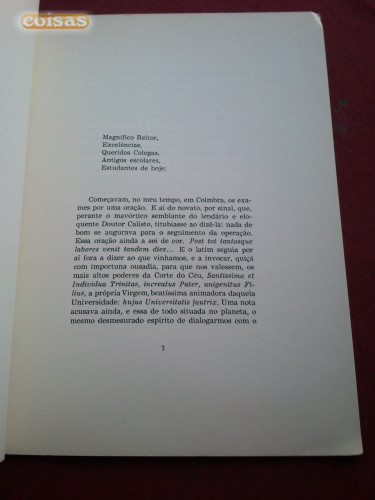 coisas
Magnífico Reitor,
Excelências,
Queridos Colegas,
Antigos escolares,
Estudantes de hoje:
Começavam, no meu tempo, em Coimbra, os exa-
mes por uma oração. E ai do novato, por sinal, que,
perante o mavórtico semblante do lendário e elo-
quente Doutor Calisto, titubiasse ao dizê-la: nada de
bom se augurava para o seguimento da operação.
Essa oração ainda a sei de cor. Post tot tantosque
labores venit tandem dies... E o latim seguia por
aí fora a dizer ao que vínhamos, e a invocar, quiçá
com importuna ousadia, para que nos valessem, os
mais altos poderes da Corte do Céu, Santissima et
Individua Trinitas, increatus Pater, unigenitus Fi-
lius, a própria Virgem, beatíssima animadora daquela
Universidade: hujus Universitatis fautrix. Uma nota
acusava ainda, e essa de todo situada no planeta, o
mesmo desmesurado espírito de dialogarmos com o
7